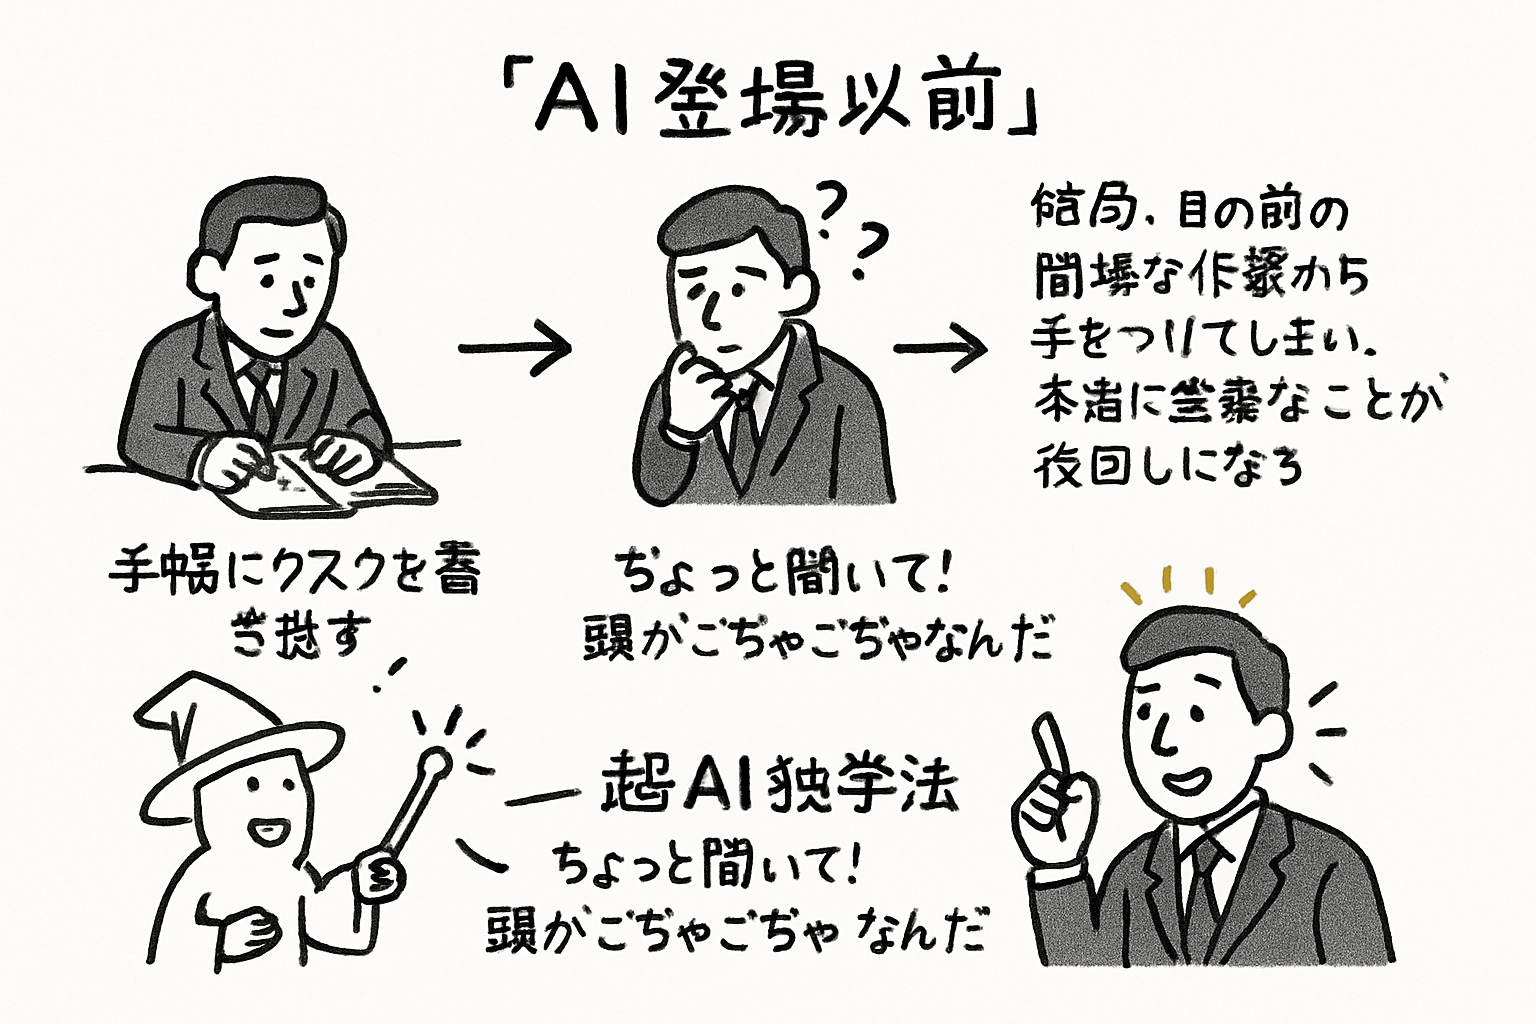 「AI登場以前」
結局、目の前の
間場な作業から
手をつけてしまい、
本当に重要なことが
後回しになる
手帳にクスクを書
き出す
ちょっと聞いて!
頭がごちゃごちゃなんだ
超AI独学法
ちょっと聞いて!
頭がごちゃごちゃなんだ